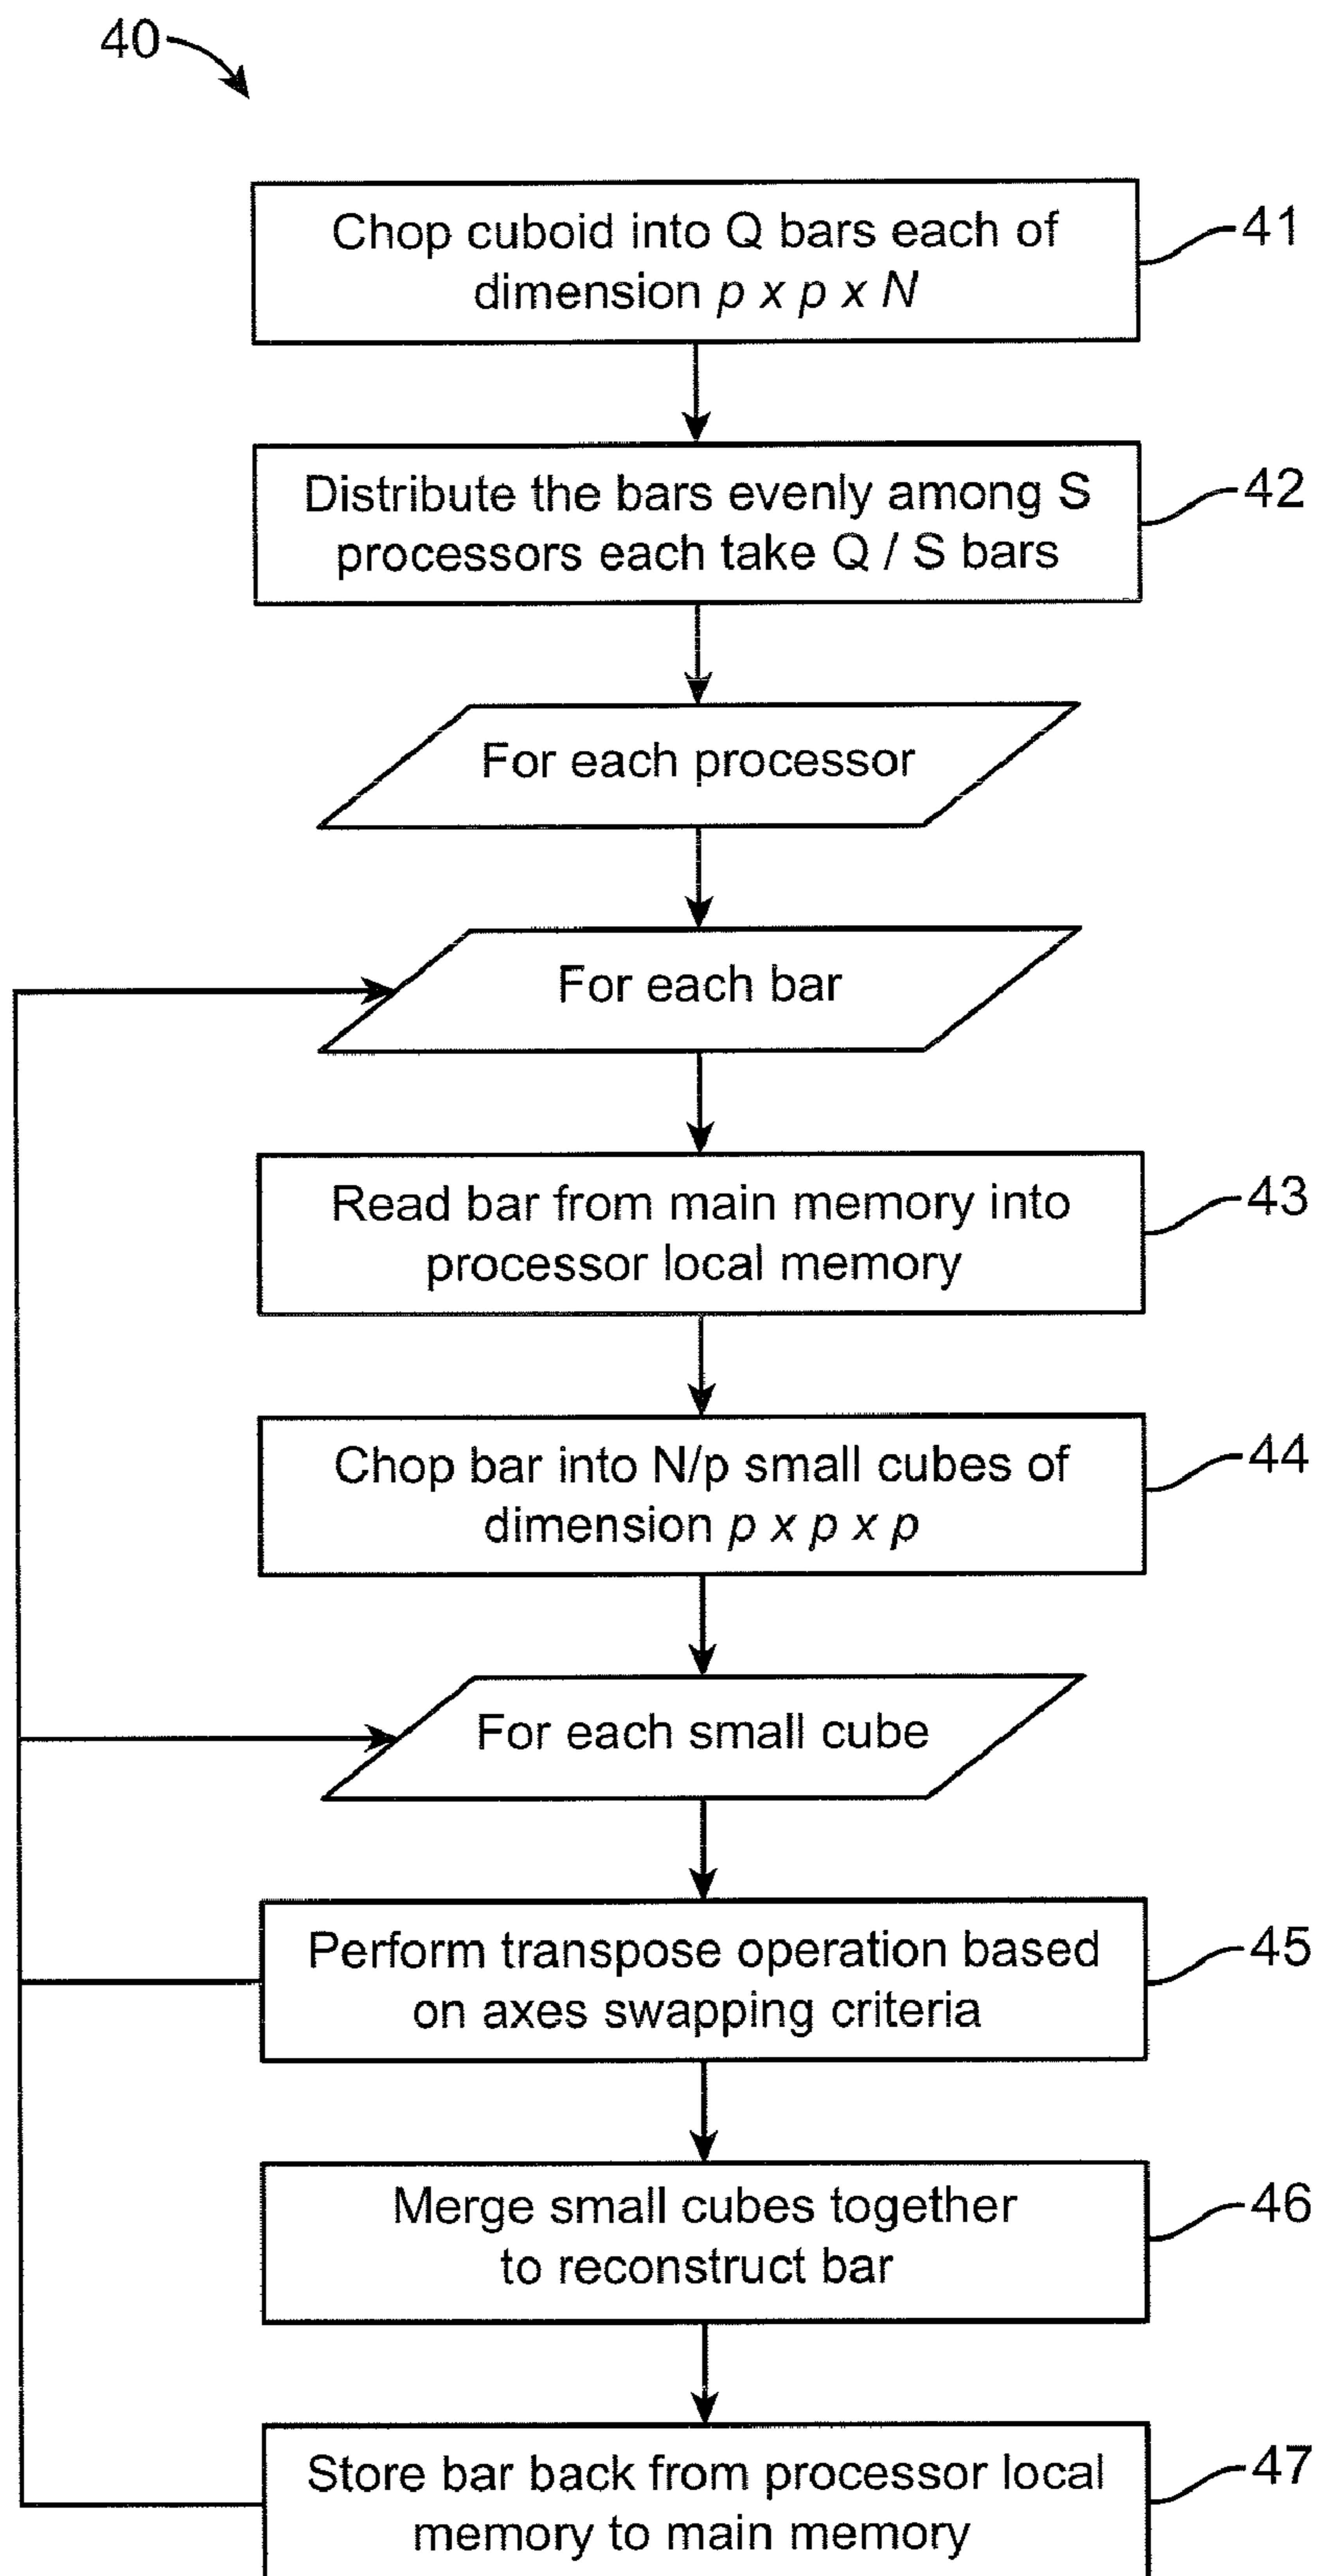 40
Chop cuboid into Q bars each of
dimension p x p x N
41
Distribute the bars evenly among S
processors each take Q / S bars
42
For each processor
For each bar
Read bar from main memory into
processor local memory
43
Chop bar into N/p small cubes of
dimension p x p x p
44
For each small cube
Perform transpose operation based
on axes swapping criteria
45
Merge small cubes together
to reconstruct bar
46
Store bar back from processor local
memory to main memory
47